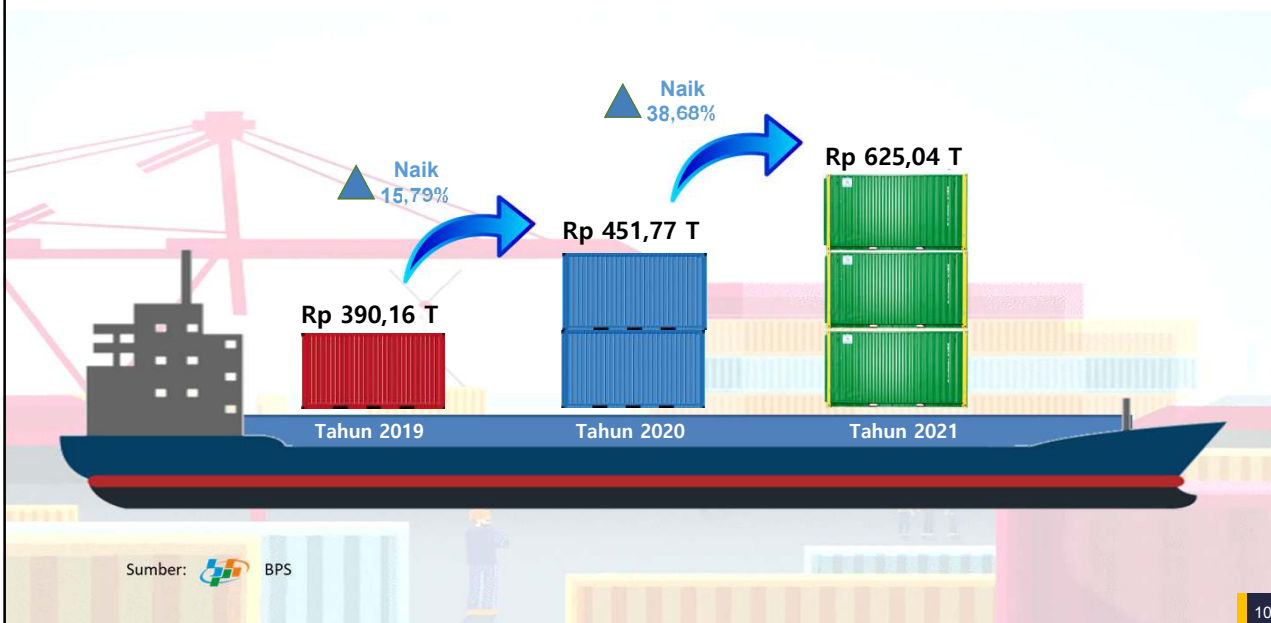 Naik
38,68%
Rp 625,04 T
Naik
15,79%
Rp 451,77 T
Rp 390,16 T
Tahun 2019
Tahun 2020
Tahun 2021
Sumber:
BPS
10